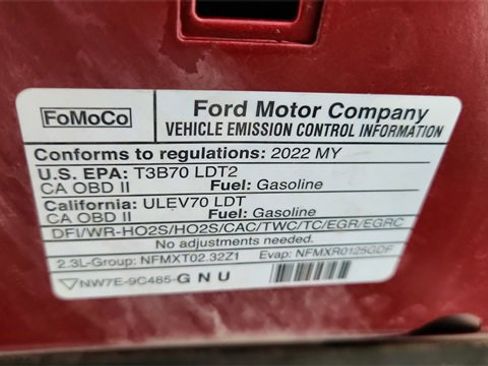 FoMoCo
Ford Motor Company
VEHICLE EMISSION CONTROL INFORMATION
Conforms to regulations: 2022 MY
U.S. EPA: T3B70 LDT2
CA OBD II Fuel: Gasoline
California: ULEV70 LDT
CA OBD II Fuel: Gasoline
DFI/WR-HO2S/HO2S/CAC/TWC/TC/EGR/EGRC
No adjustments needed.
2.3L-Group: NFMXT02.32Z1 Evap: NFMXR0125GDF
NW7E-9C485-GNU